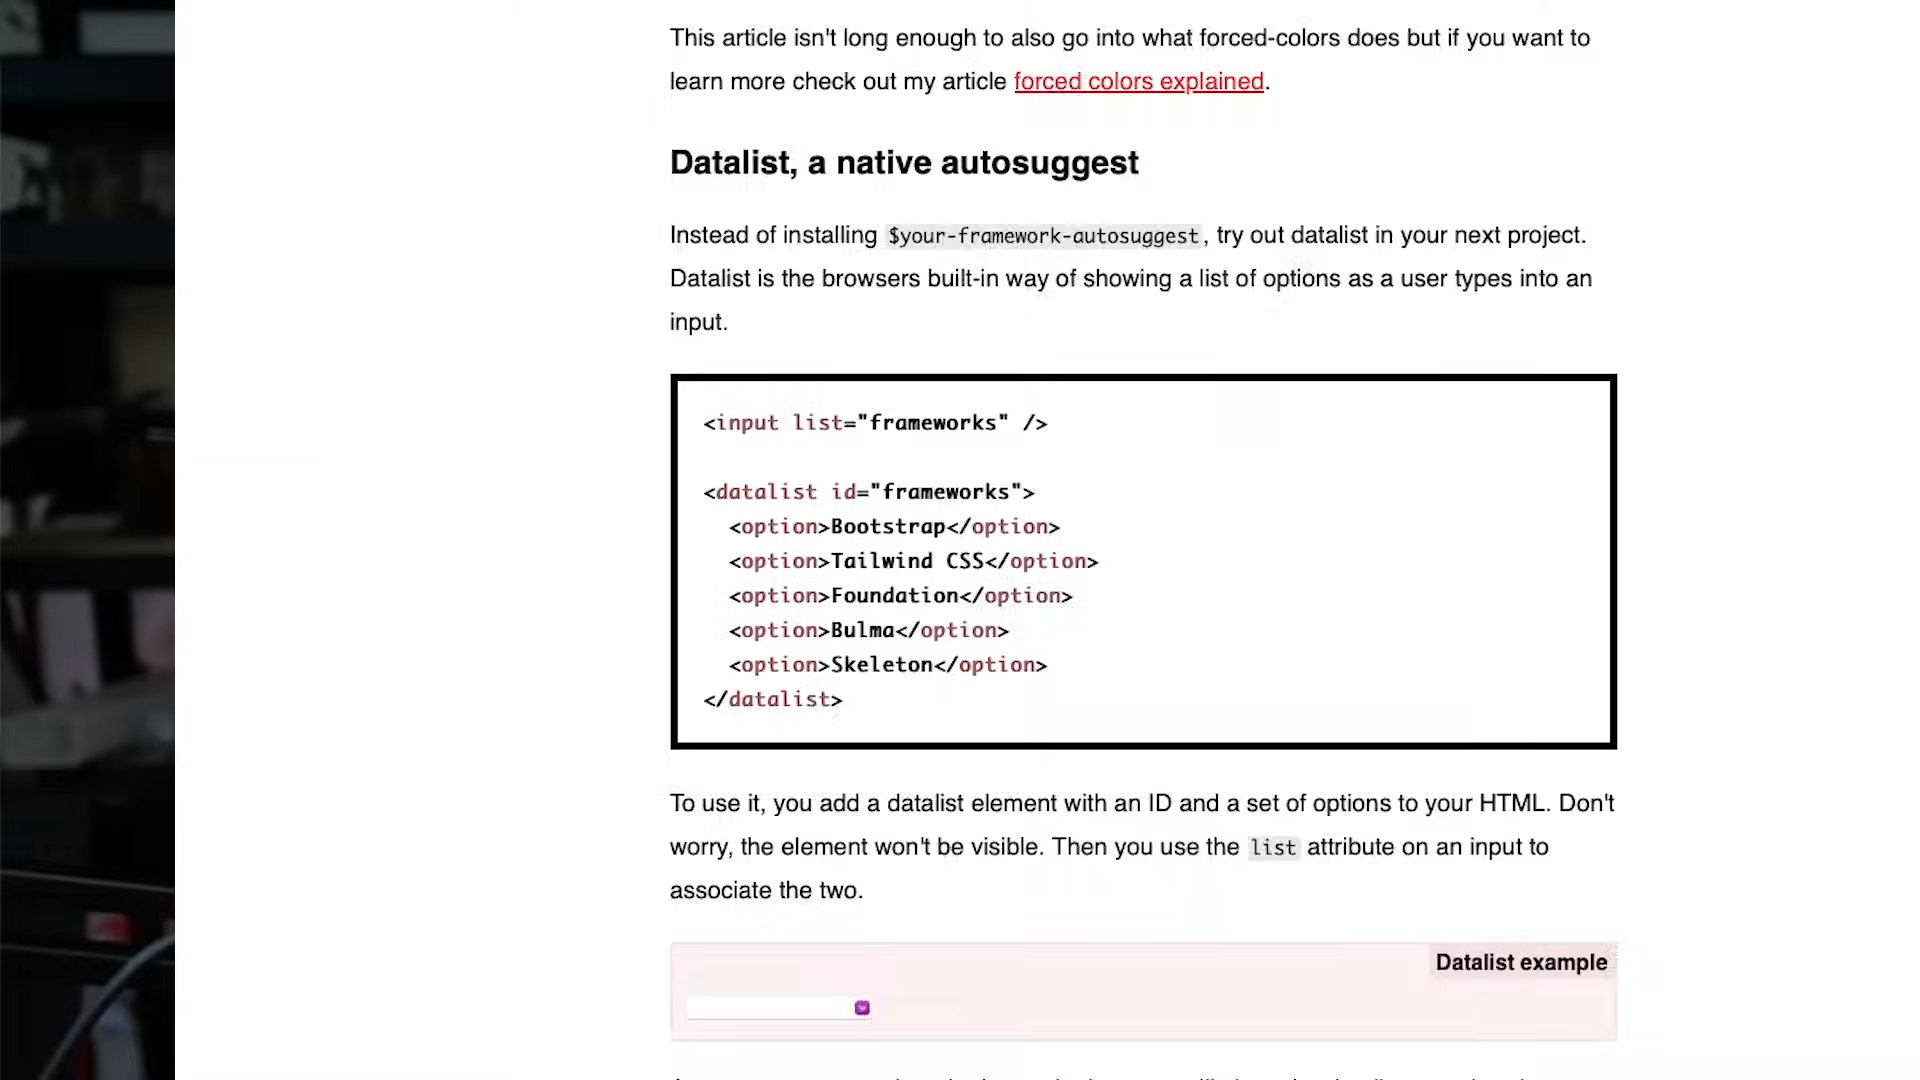 This article isn't long enough to also go into what forced-colors does but if you want to
learn more check out my article forced colors explained.
Datalist, a native autosuggest
Instead of installing $your-framework-autosuggest, try out datalist in your next project.
Datalist is the browsers built-in way of showing a list of options as a user types into an
input.
<input list="frameworks" />
<datalist id="frameworks">
<option>Bootstrap</option>
<option>Tailwind CSS</option>
<option>Foundation</option>
<option>Bulma</option>
<option>Skeleton</option>
</datalist>
To use it, you add a datalist element with an ID and a set of options to your HTML. Don't
worry, the element won't be visible. Then you use the list attribute on an input to
associate the two.
Datalist example